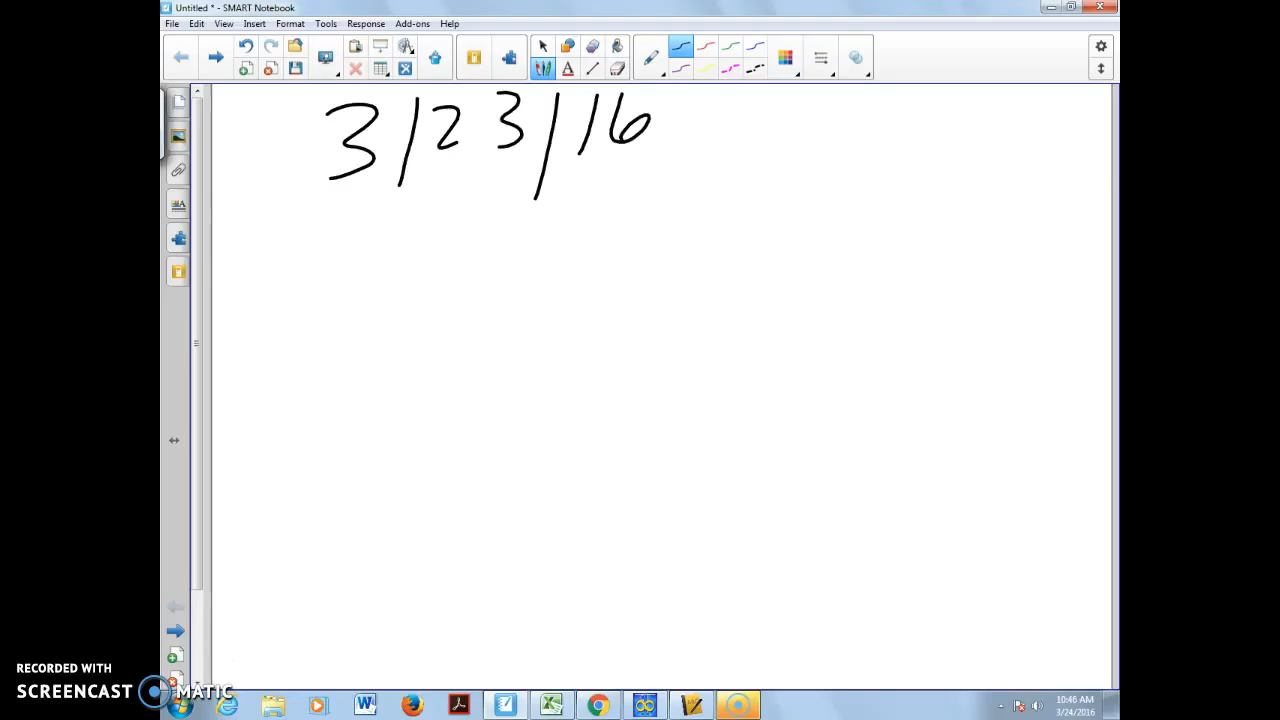 Untitled * - SMART Notebook
File Edit View Insert Format Tools Response Add-ons Help
3/23/16
RECORDED WITH
SCREENCAST MATIC
10:46 AM
3/24/2016